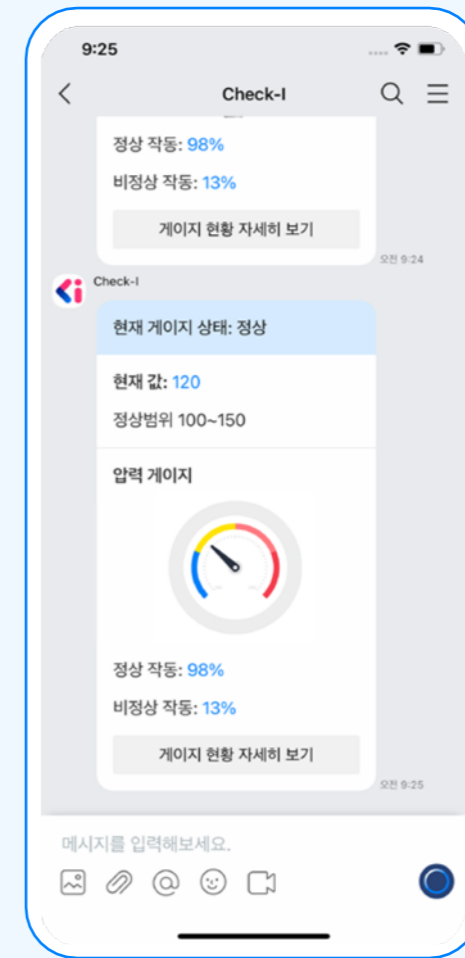 9:25
Check-I
정상 작동: 98%
비정상 작동: 13%
게이지 현황 자세히 보기
오전 9:24
Check-I
현재 게이지 상태: 정상
현재 값: 120
정상범위 100~150
압력 게이지
정상 작동: 98%
비정상 작동: 13%
게이지 현황 자세히 보기
오전 9:25
메시지를 입력해보세요.